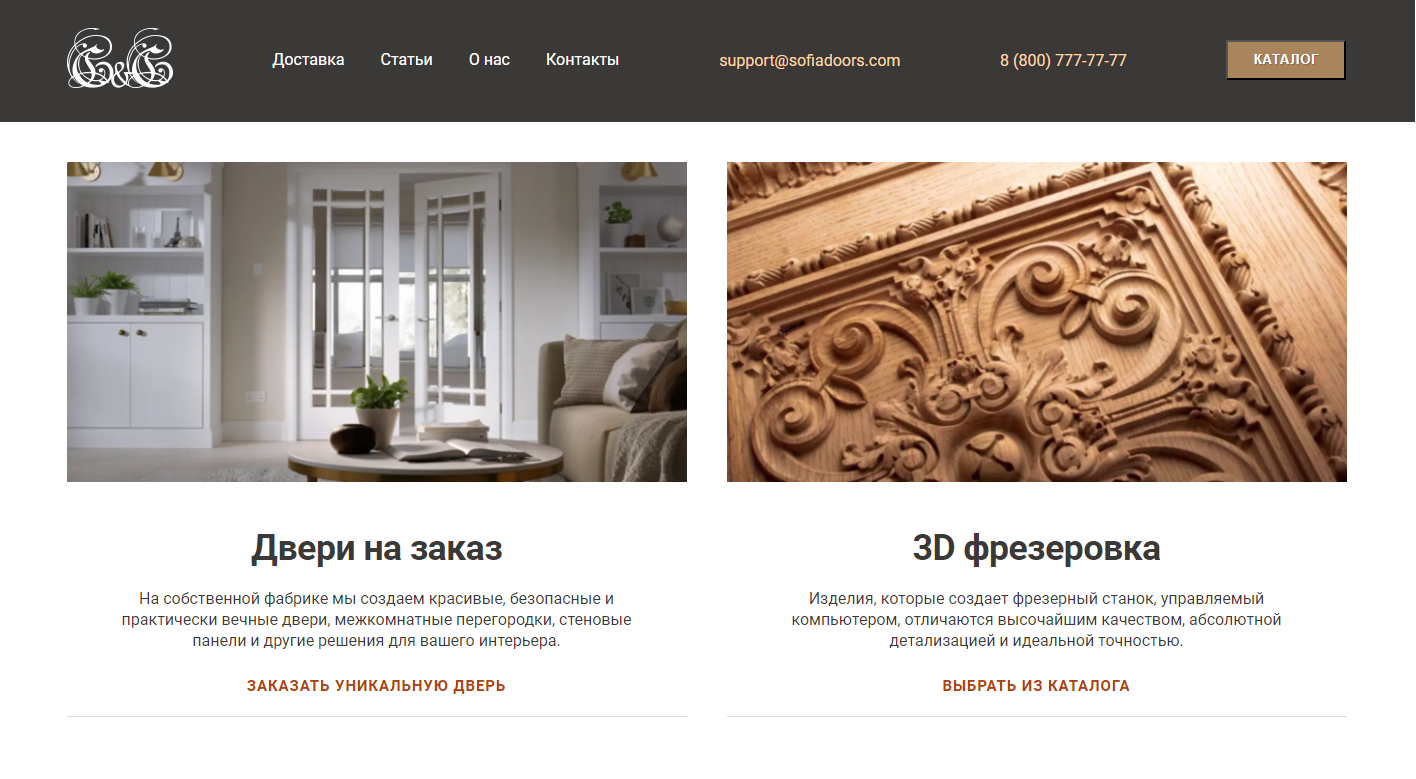 Доставка Статьи О нас Контакты support@sofiadoors.com 8 (800) 777-77-77 КАТАЛОГ
Двери на заказ
На собственной фабрике мы создаем красивые, безопасные и
практически вечные двери, межкомнатные перегородки, стеновые
панели и другие решения для вашего интерьера.
ЗАКАЗАТЬ УНИКАЛЬНУЮ ДВЕРЬ
3D фрезеровка
Изделия, которые создает фрезерный станок, управляемый
компьютером, отличаются высочайшим качеством, абсолютной
детализацией и идеальной точностью.
ВЫБРАТЬ ИЗ КАТАЛОГА